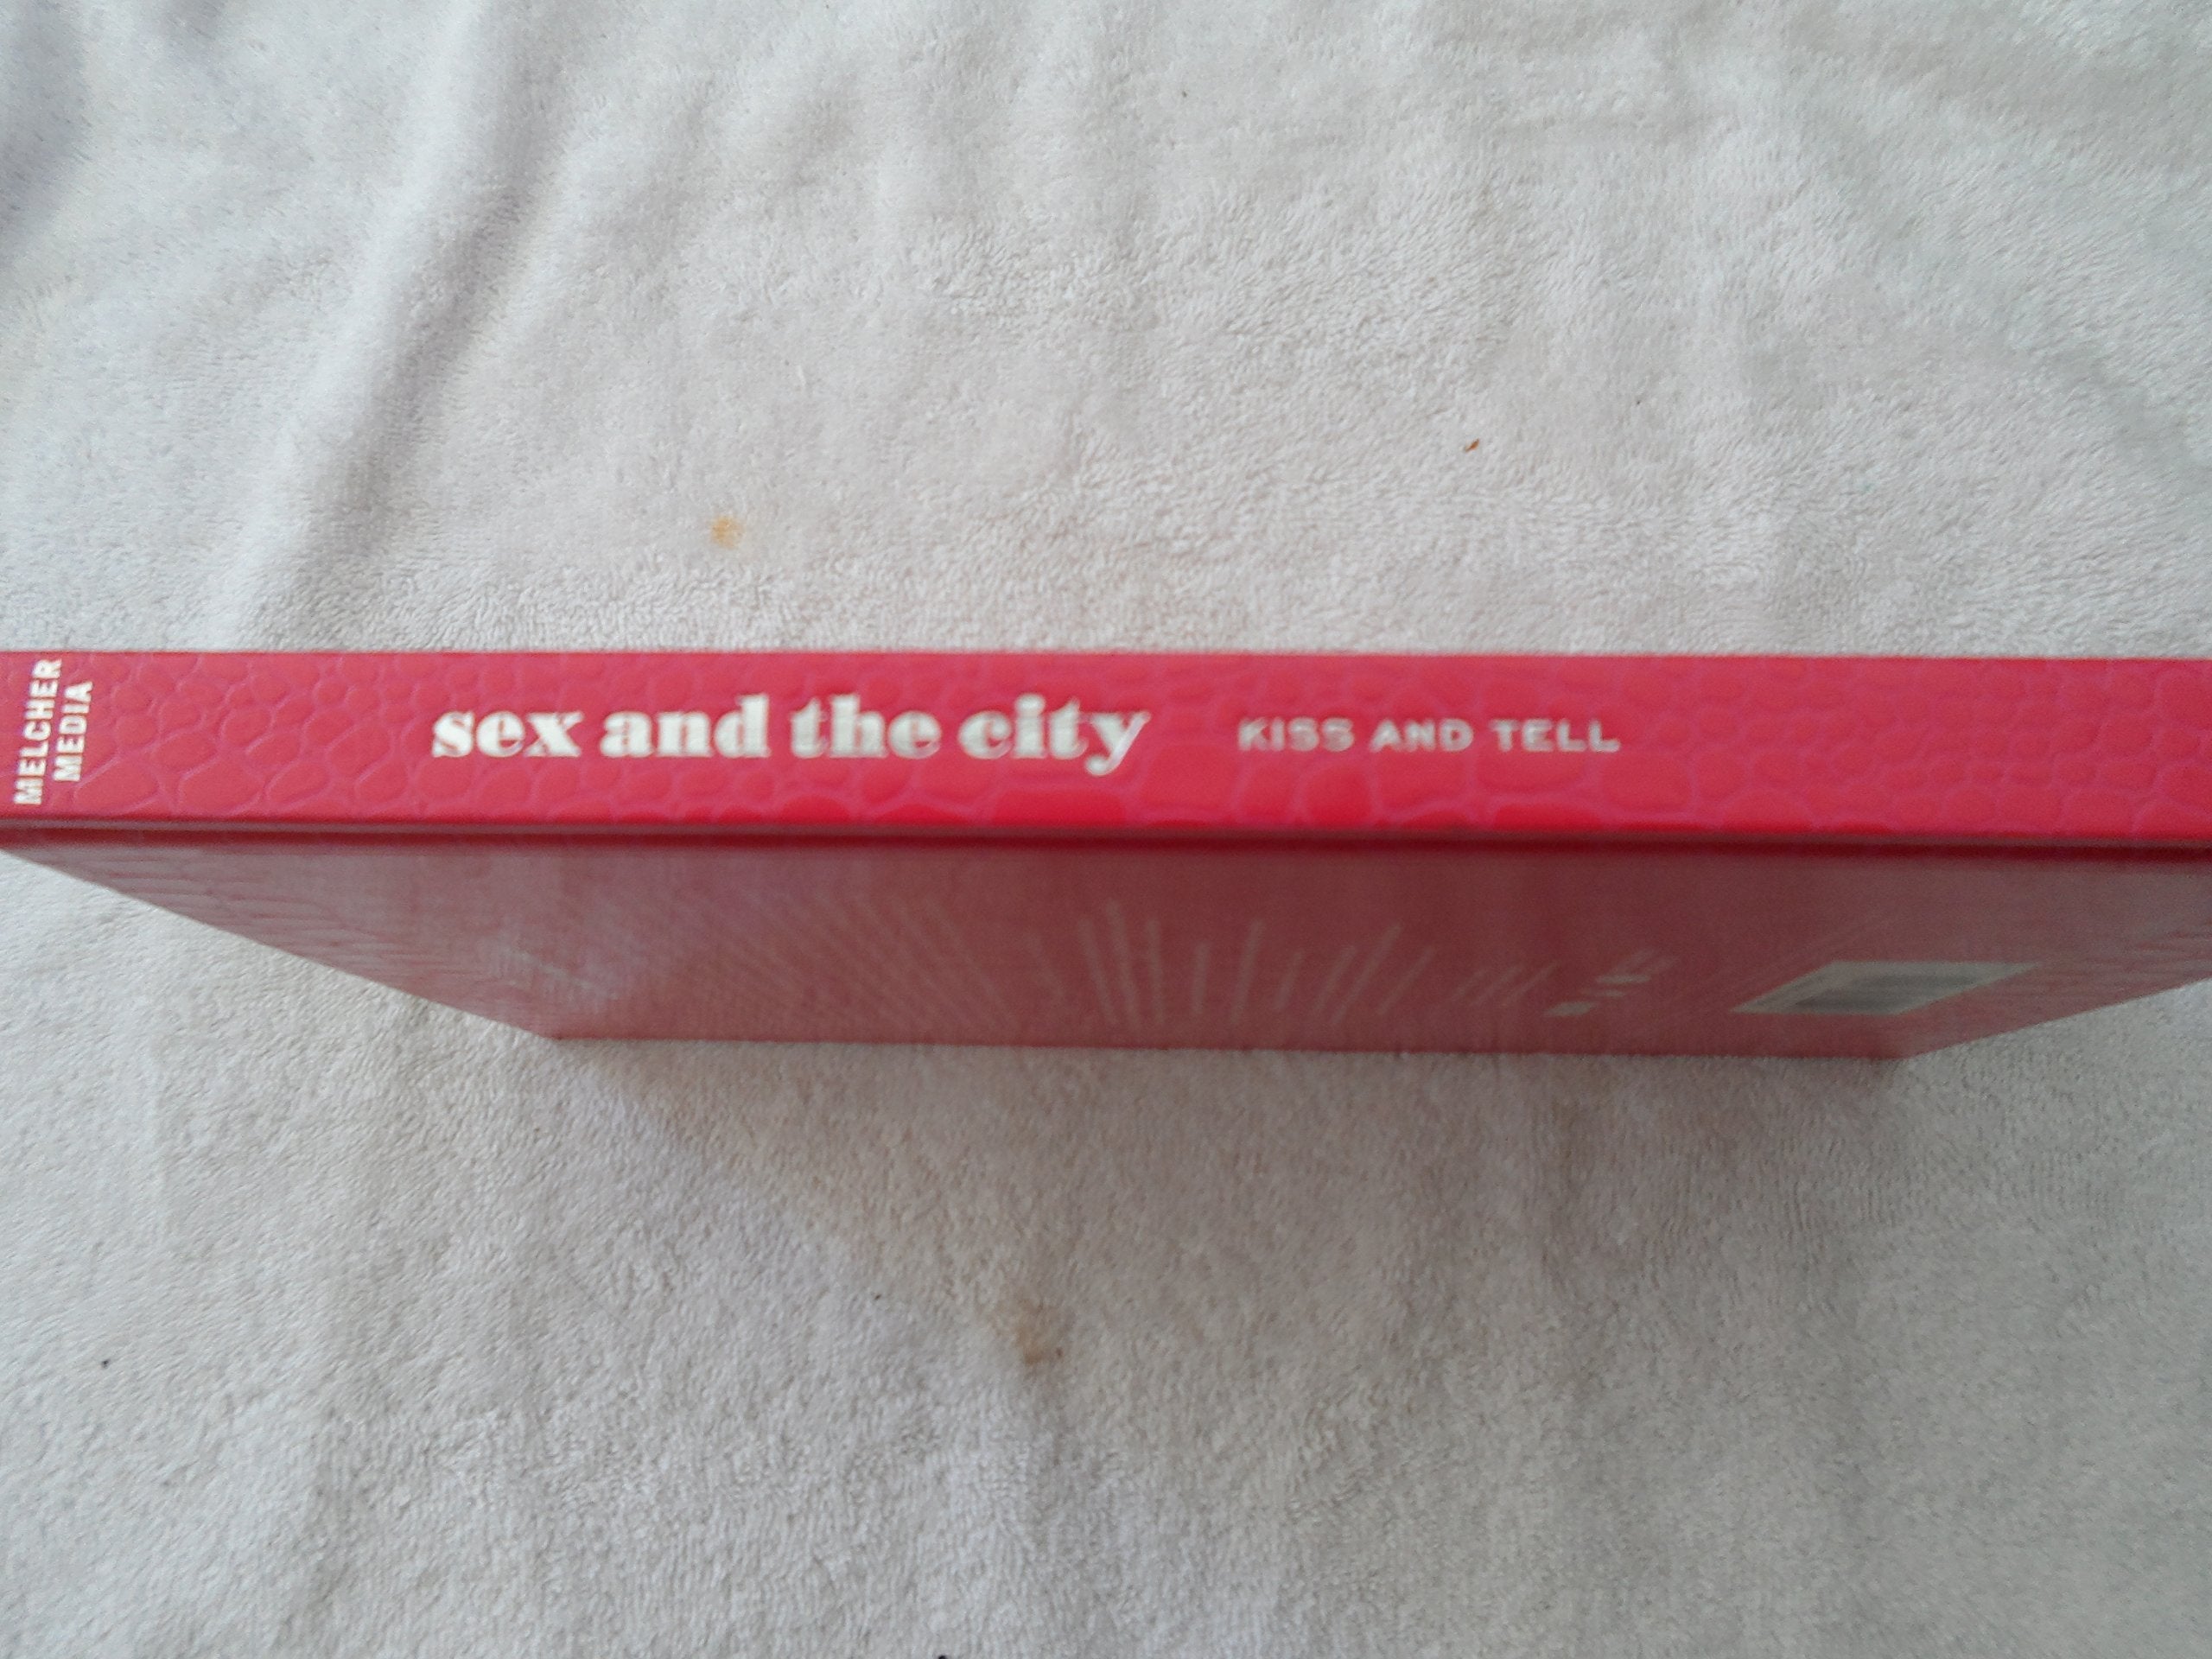 MELCHER
MEDIA
sex and the city
KISS AND TELL